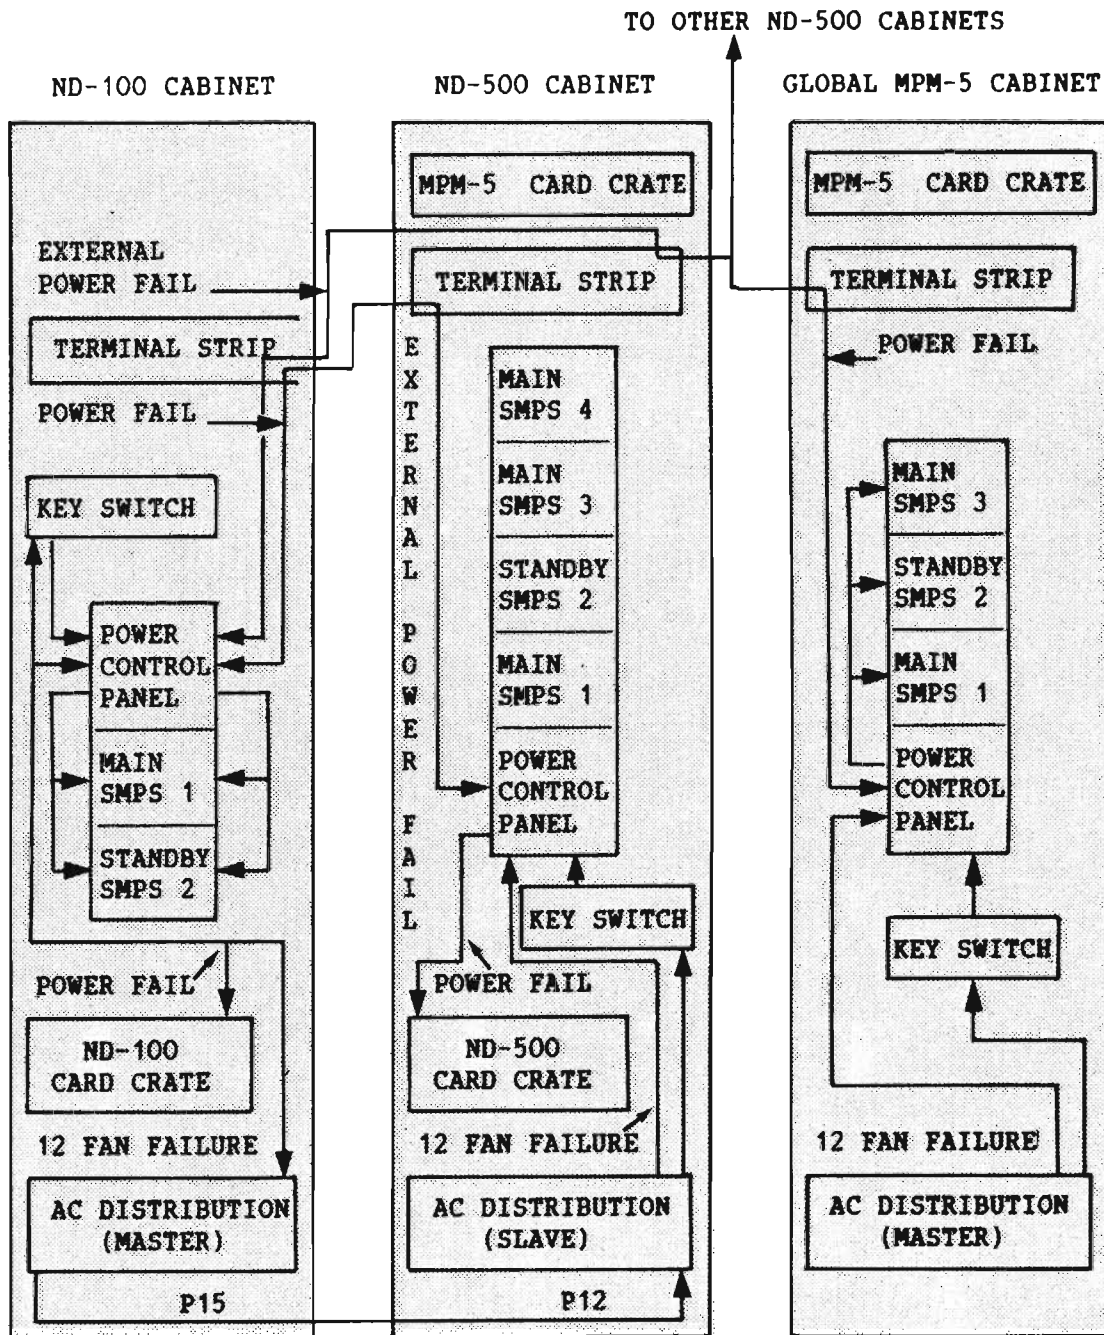 TO OTHER ND-500 CABINETS
ND-100 CABINET
EXTERNAL
POWER FAIL
TERMINAL STRIP
POWER FAIL
KEY SWITCH
POWER
CONTROL
PANEL
MAIN
SMPS 1
STANDBY
SMPS 2
POWER FAIL
ND-100
CARD CRATE
12 FAN FAILURE
AC DISTRIBUTION
(MASTER)
P15
ND-500 CABINET
MPM-5 CARD CRATE
TERMINAL STRIP
EXTERNAL POWER FAIL
MAIN
SMPS 4
MAIN
SMPS 3
STANDBY
SMPS 2
MAIN
SMPS 1
POWER
CONTROL
PANEL
KEY SWITCH
POWER FAIL
ND-500
CARD CRATE
12 FAN FAILURE
AC DISTRIBUTION
(SLAVE)
P12
GLOBAL MPM-5 CABINET
MPM-5 CARD CRATE
TERMINAL STRIP
POWER FAIL
MAIN
SMPS 3
STANDBY
SMPS 2
MAIN
SMPS 1
POWER
CONTROL
PANEL
KEY SWITCH
12 FAN FAILURE
AC DISTRIBUTION
(MASTER)